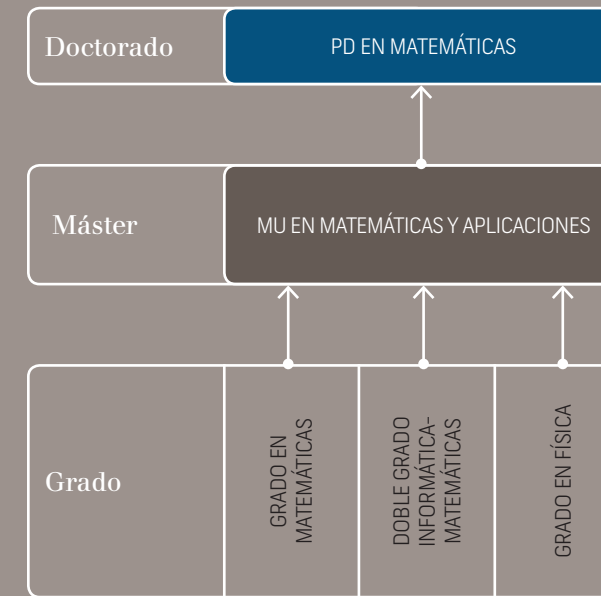 Doctorado
PD EN MATEMÁTICAS
Máster
MU EN MATEMÁTICAS Y APLICACIONES
Grado
GRADO EN
MATEMÁTICAS
DOBLE GRADO
INFORMÁTICA-
MATEMÁTICAS
GRADO EN FÍSICA